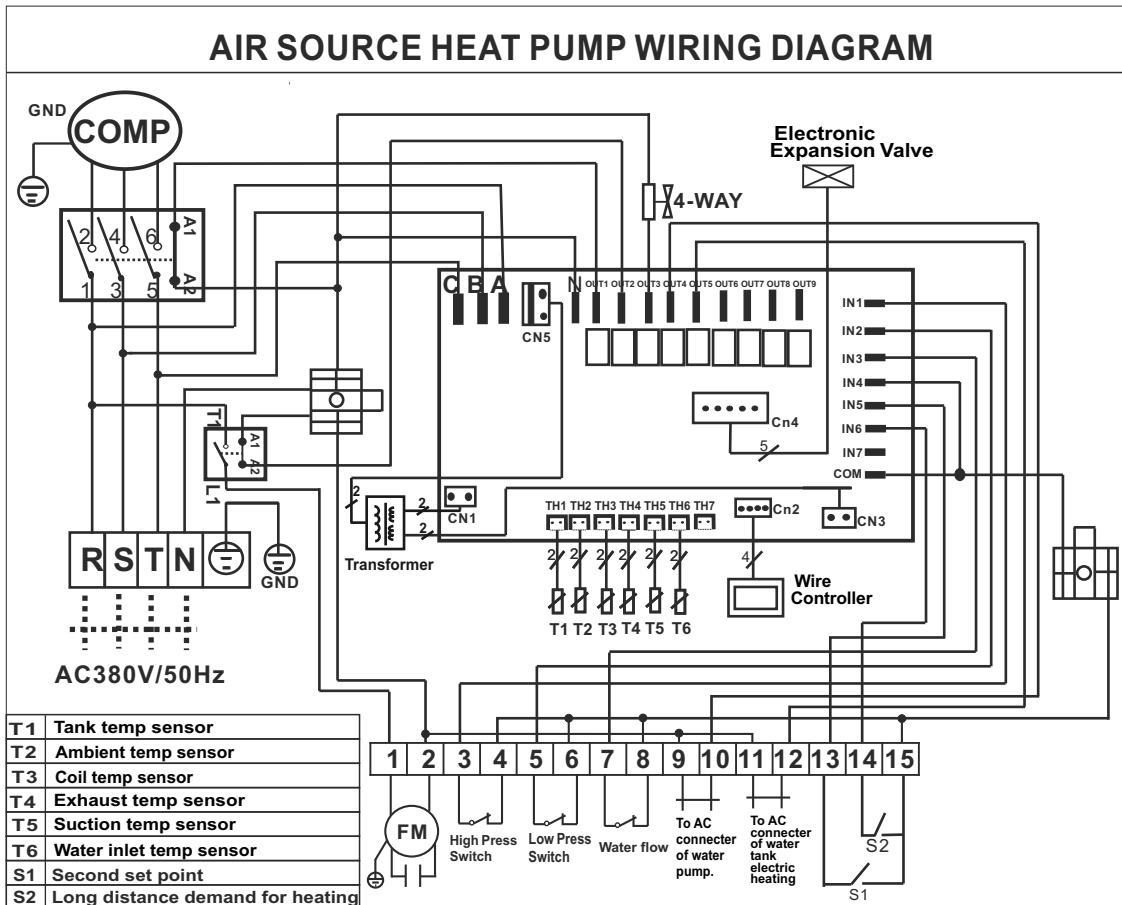 AIR SOURCE HEAT PUMP WIRING DIAGRAM
GND
COMP
Electronic
Expansion Valve
4-WAY
2 4 6 A1
1 3 5 A2
C B A
CN5
N OUT1 OUT2 OUT3 OUT4 OUT5 OUT6 OUT7 OUT8 OUT9
IN1
IN2
IN3
IN4
IN5
IN6
IN7
COM
Cn4
5
T1
A1
A2
L1
2
2
2
Transformer
CN1
TH1 TH2 TH3 TH4 TH5 TH6 TH7
Cn2
CN3
2 2 2 2 2 2
4
T1 T2 T3 T4 T5 T6
Wire
Controller
R S T N
GND
AC380V/50Hz
T1 Tank temp sensor
T2 Ambient temp sensor
T3 Coil temp sensor
T4 Exhaust temp sensor
T5 Suction temp sensor
T6 Water inlet temp sensor
S1 Second set point
S2 Long distance demand for heating
1 2 3 4 5 6 7 8 9 10 11 12 13 14 15
FM
High Press
Switch
Low Press
Switch
Water flow
To AC
connecter
of water
pump.
To AC
connecter
of water
tank
electric
heating
S2
S1